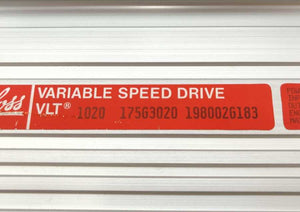 VARIABLE SPEED DRIVE
VLT® 1020 175G3020 1980026183